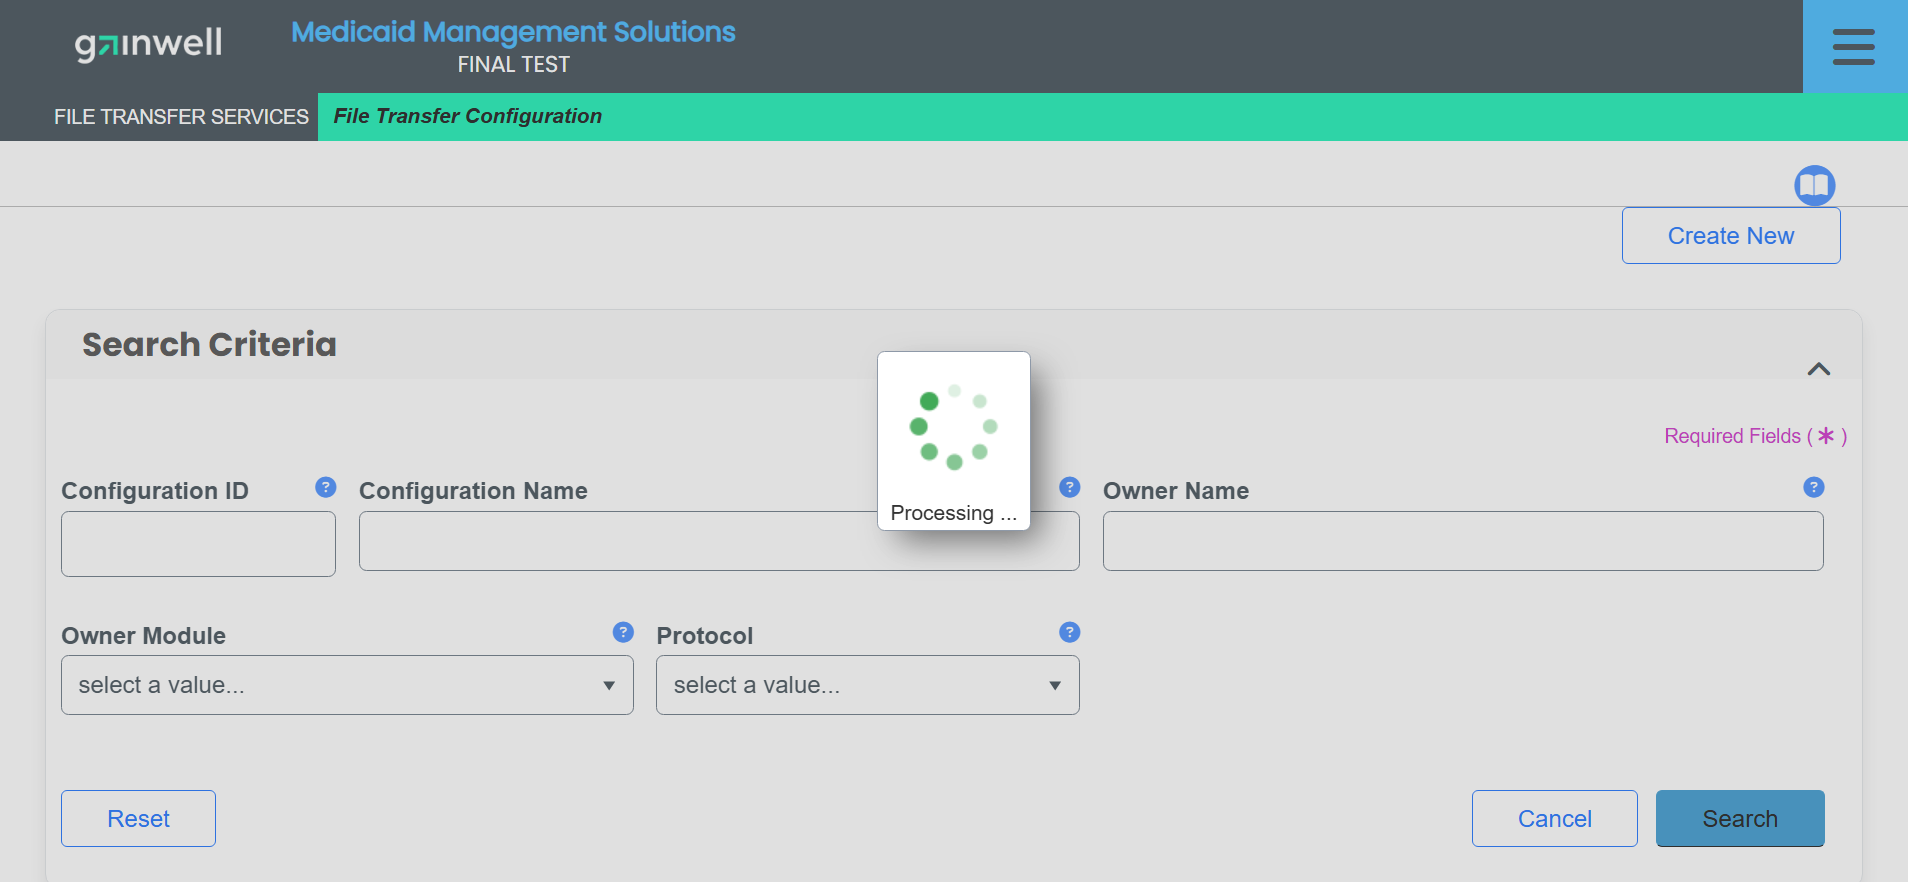 gainwell
Medicaid Management Solutions
FINAL TEST
FILE TRANSFER SERVICES
File Transfer Configuration
Create New
Search Criteria
Required Fields ( * )
Configuration ID ?
Configuration Name ?
Owner Name ?
Processing ...
Owner Module ?
Protocol ?
select a value...
select a value...
Reset
Cancel
Search